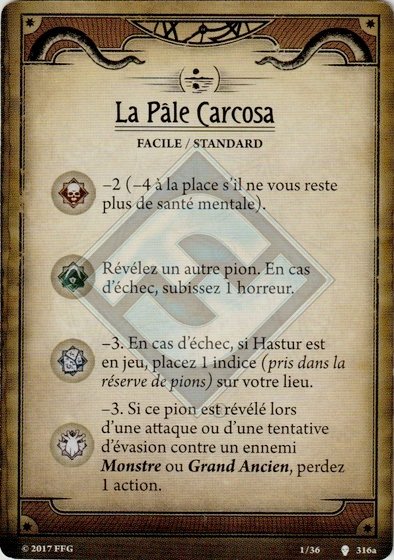 La Pâle Carcosa
FACILE / STANDARD
–2 (–4 à la place s'il ne vous reste
plus de santé mentale).
Révélez un autre pion. En cas
d'échec, subissez 1 horreur.
–3. En cas d'échec, si Hastur est
en jeu, placez 1 indice (pris dans la
réserve de pions) sur votre lieu.
–3. Si ce pion est révélé lors
d'une attaque ou d'une tentative
d'évasion contre un ennemi
Monstre ou Grand Ancien, perdez
1 action.
© 2017 FFG 1/36 316a